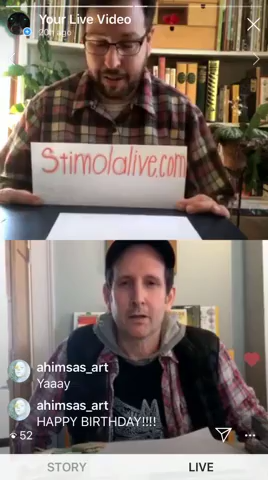 Your Live Video
20h ago
Stimolalive.com
ahimsas_art
Yaaay
ahimsas_art
HAPPY BIRTHDAY!!!!
52
STORY
LIVE